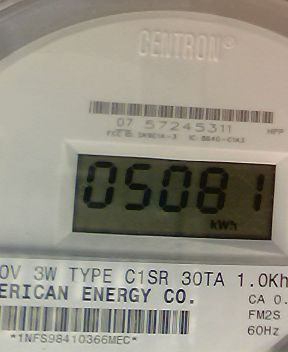 CENTRON®
07 57245311
HPP
05081
kWh
0V 3W TYPE C1SR 30TA 1.0Kh
ERICAN ENERGY CO.
CA 0.
FM2S
60Hz
*1NFS98410366MEC*